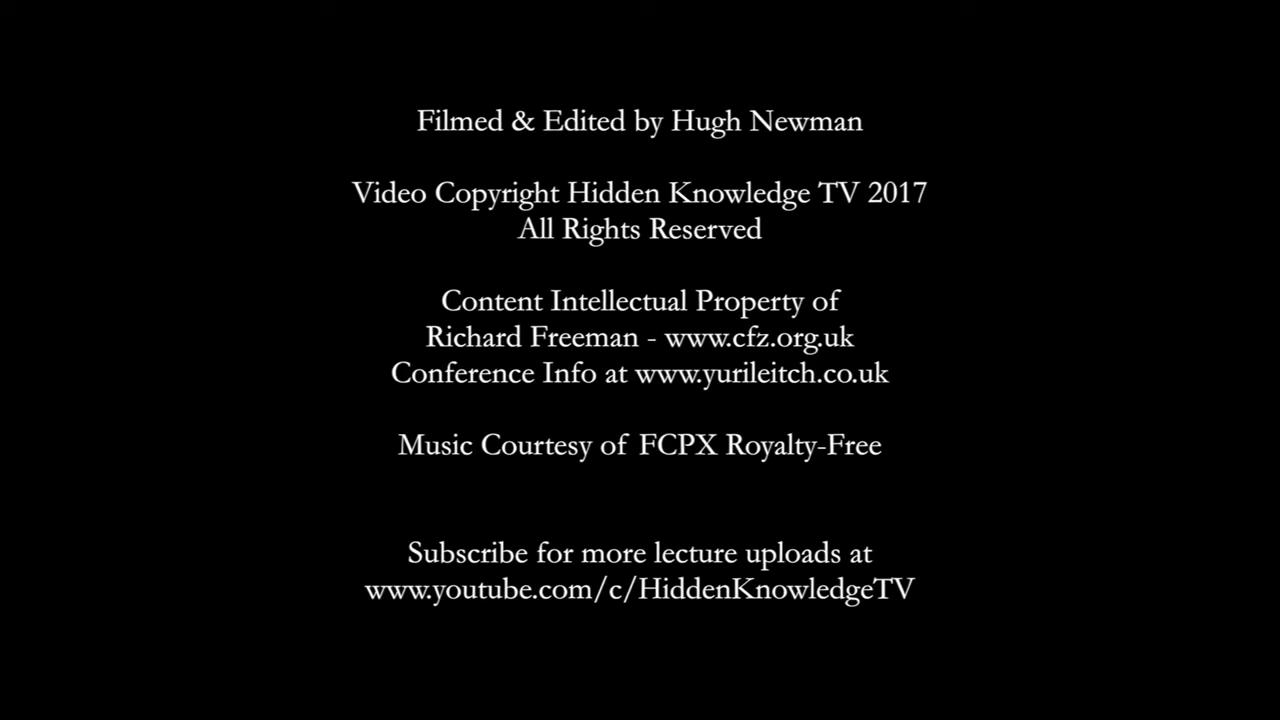 Filmed & Edited by Hugh Newman
Video Copyright Hidden Knowledge TV 2017
All Rights Reserved
Content Intellectual Property of
Richard Freeman - www.cfz.org.uk
Conference Info at www.yurileitch.co.uk
Music Courtesy of FCPX Royalty-Free
Subscribe for more lecture uploads at
www.youtube.com/c/HiddenKnowledgeTV